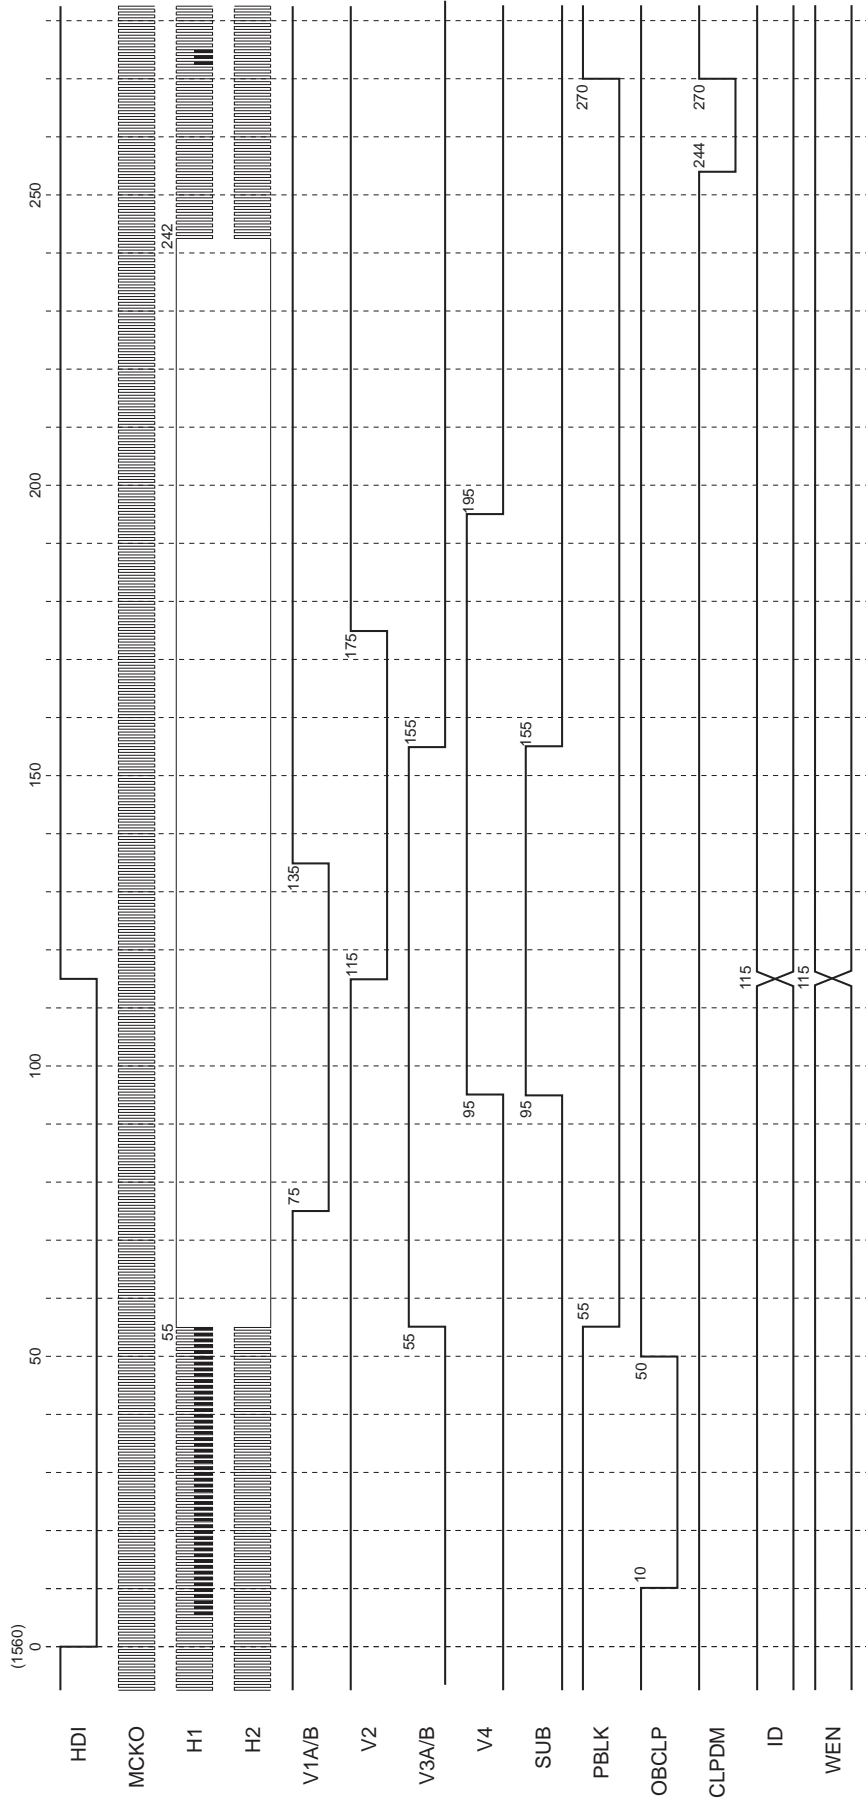 (1560)
0
50
100
150
200
250
HDI
MCKO
H1
55
242
H2
V1A/B
75
135
V2
115
175
V3A/B
55
155
V4
95
195
SUB
95
155
PBLK
55
270
OBCLP
10
50
CLPDM
244
270
ID
115
WEN
115